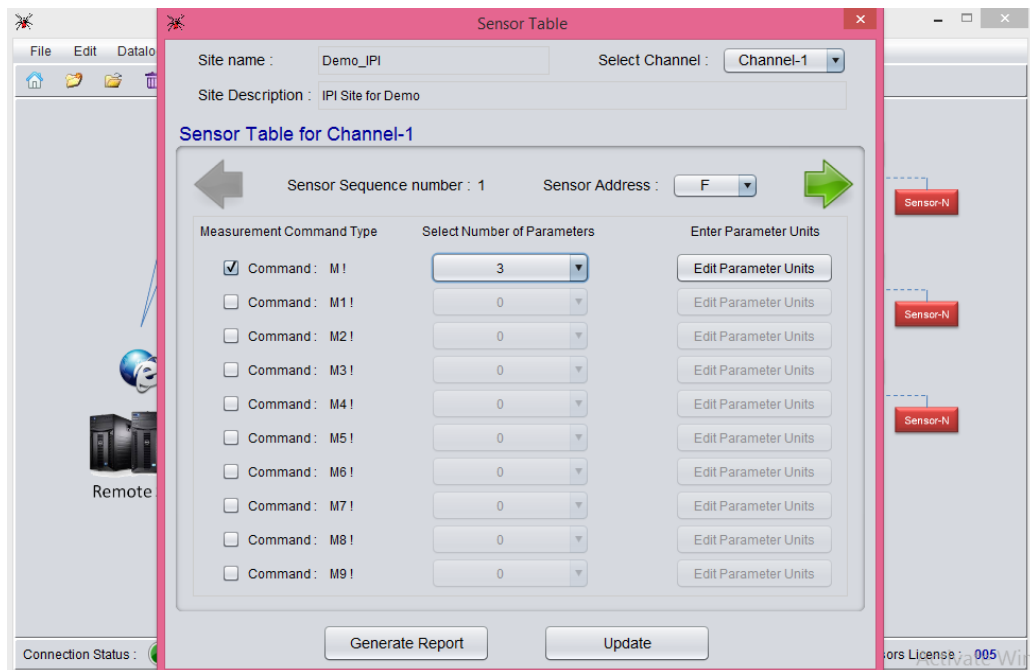 Sensor Table
File Edit Datalo
Site name : Demo_IPI Select Channel : Channel-1
Site Description : IPI Site for Demo
Sensor Table for Channel-1
Sensor Sequence number : 1 Sensor Address : F
Measurement Command Type Select Number of Parameters Enter Parameter Units
Command : M ! 3 Edit Parameter Units
Command : M1 ! 0 Edit Parameter Units
Command : M2 ! 0 Edit Parameter Units
Command : M3 ! 0 Edit Parameter Units
Command : M4 ! 0 Edit Parameter Units
Command : M5 ! 0 Edit Parameter Units
Command : M6 ! 0 Edit Parameter Units
Command : M7 ! 0 Edit Parameter Units
Command : M8 ! 0 Edit Parameter Units
Command : M9 ! 0 Edit Parameter Units
Generate Report Update
Sensor-N
Sensor-N
Sensor-N
Remote
Connection Status : ors License : 005
Activate Win